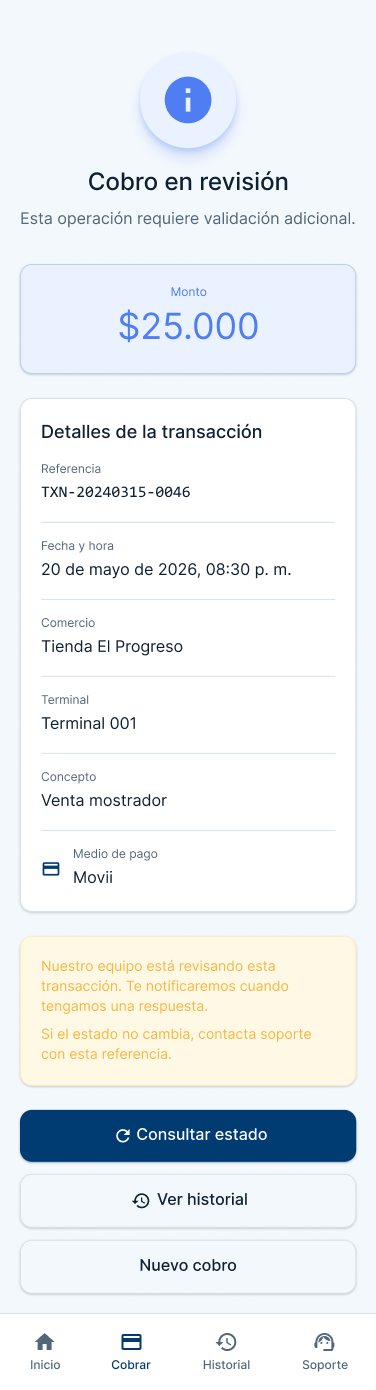 Cobro en revisión
Esta operación requiere validación adicional.
Monto
$25.000
Detalles de la transacción
Referencia
TXN-20240315-0046
Fecha y hora
20 de mayo de 2026, 08:30 p. m.
Comercio
Tienda El Progreso
Terminal
Terminal 001
Concepto
Venta mostrador
Medio de pago
Movii
Nuestro equipo está revisando esta
transacción. Te notificaremos cuando
tengamos una respuesta.
Si el estado no cambia, contacta soporte
con esta referencia.
Consultar estado
Ver historial
Nuevo cobro
Inicio
Cobrar
Historial
Soporte